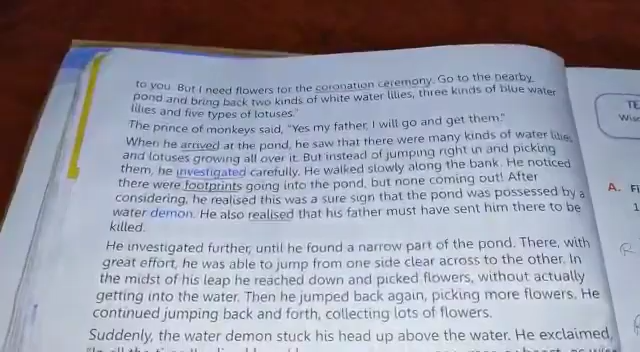 to you. But I need flowers for the coronation ceremony. Go to the nearby
pond and bring back two kinds of white water lilies, three kinds of blue water
lilies and five types of lotuses."
The prince of monkeys said, "Yes my father, I will go and get them."
When he arrived at the pond, he saw that there were many kinds of water lilies
and lotuses growing all over it. But instead of jumping right in and picking
them, he investigated carefully. He walked slowly along the bank. He noticed
there were footprints going into the pond, but none coming out! After
considering, he realised this was a sure sign that the pond was possessed by a
water demon. He also realised that his father must have sent him there to be
killed.
He investigated further, until he found a narrow part of the pond. There, with
great effort, he was able to jump from one side clear across to the other. In
the midst of his leap he reached down and picked flowers, without actually
getting into the water. Then he jumped back again, picking more flowers. He
continued jumping back and forth, collecting lots of flowers.
Suddenly, the water demon stuck his head up above the water. He exclaimed,
"In all the time
TE
Wise
A. Fi
1